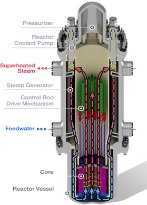 Pressurizer
Reactor
Coolant Pump
Superheated
Steam
Steam Generator
Control Rod
Drive Mechanism
Feedwater
Core
Reactor Vessel